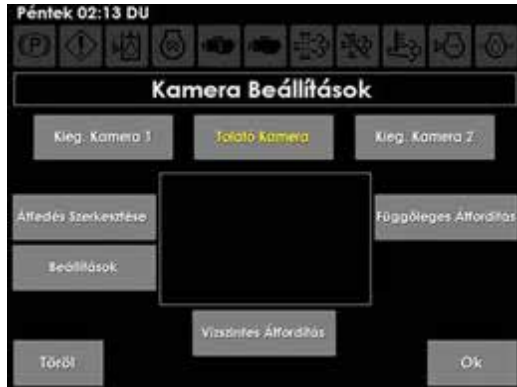 Péntek 02:13 DU
(P)
Kamera Beállítások
Kieg. Kamera 1
Tolató Kamera
Kieg. Kamera 2
Átfedés Szerkesztése
Függőleges Átfordítás
Beállítások
Vízszintes Átfordítás
Töröl
Ok